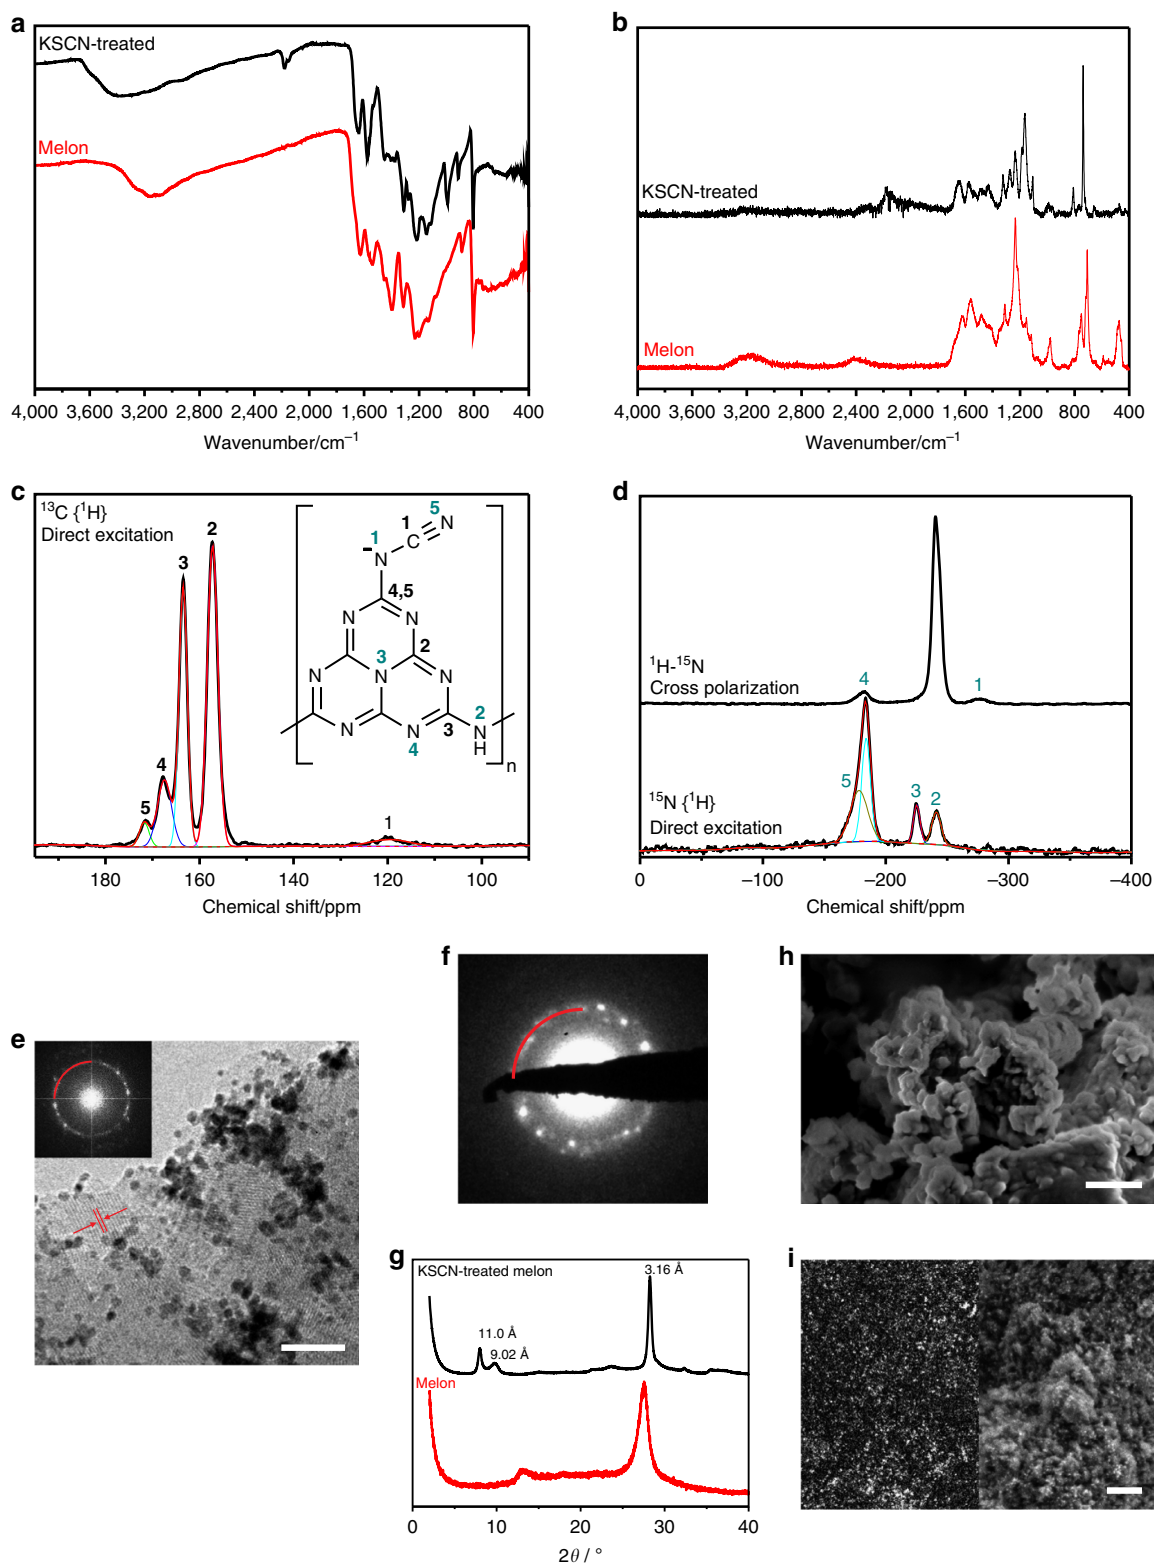 a
KSCN-treated
Melon
4,000 3,600 3,200 2,800 2,400 2,000 1,600 1,200 800 400
Wavenumber/cm⁻¹
b
KSCN-treated
Melon
4,000 3,600 3,200 2,800 2,400 2,000 1,600 1,200 800 400
Wavenumber/cm⁻¹
c
¹³C {¹H}
Direct excitation
5
4
3
2
1
5
1
N
C
1
–
N
4,5
N
N
2
N
3
N
N
N
N
4
3
2
N
H
n
180 160 140 120 100
Chemical shift/ppm
d
¹H-¹⁵N
Cross polarization
4
1
¹⁵N {¹H}
Direct excitation
5
3
2
0 –100 –200 –300 –400
Chemical shift/ppm
e
f
g
KSCN-treated melon
3.16 Å
11.0 Å
9.02 Å
Melon
0 10 20 30 40
2θ / °
h
i